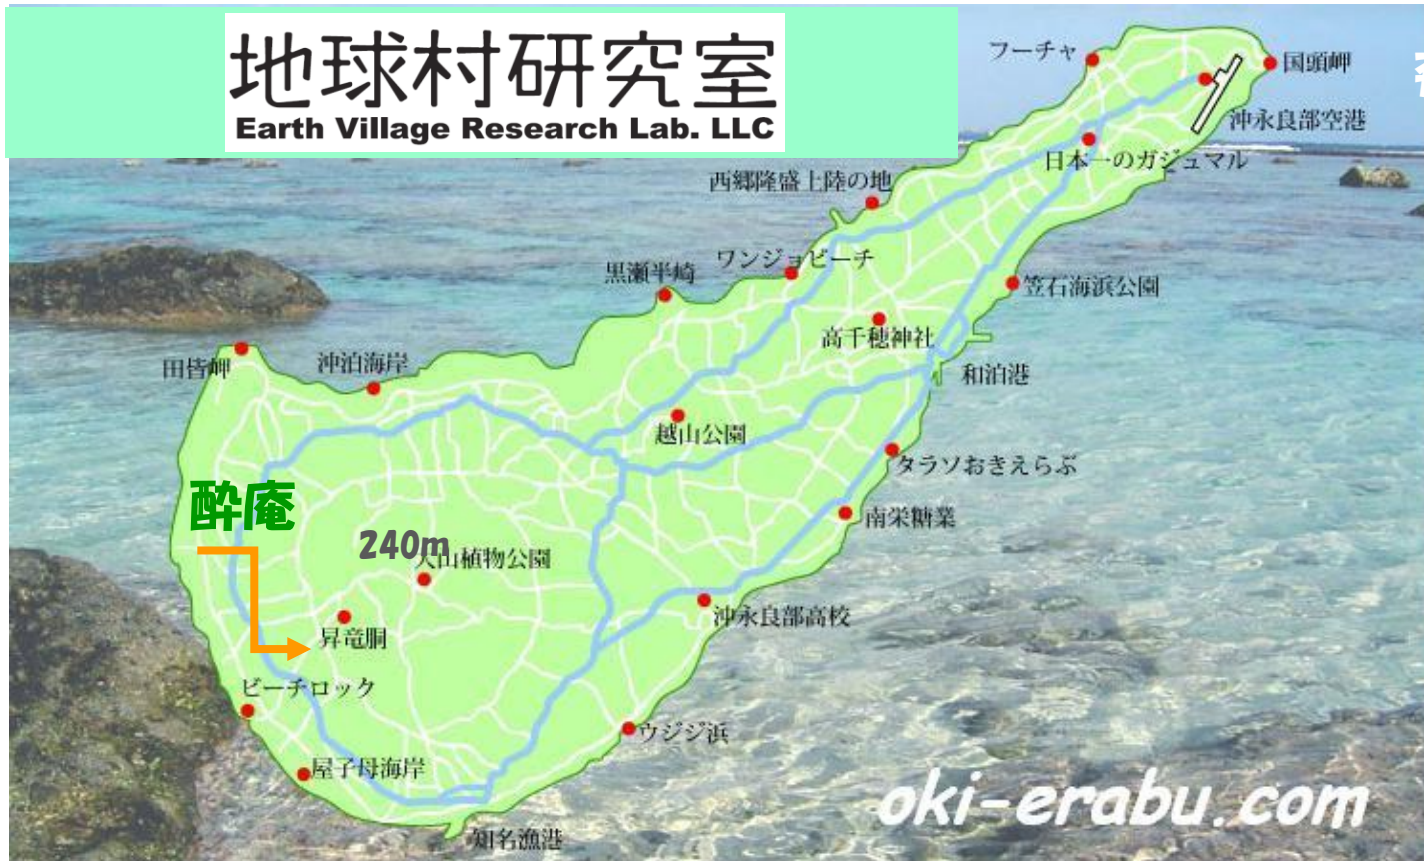 地球村研究室
Earth Village Research Lab. LLC
フーチャ
国頭岬
沖永良部空港
日本一のガジュマル
西郷隆盛上陸の地
ワンジョビーチ
黒瀬半崎
笠石海浜公園
高千穂神社
田皆岬
沖泊海岸
和泊港
越山公園
タラソおきえらぶ
酔庵
南栄糖業
240m
大山植物公園
沖永良部高校
昇竜胴
ビーチロック
ウジジ浜
屋子母海岸
oki-erabu.com
知名漁港